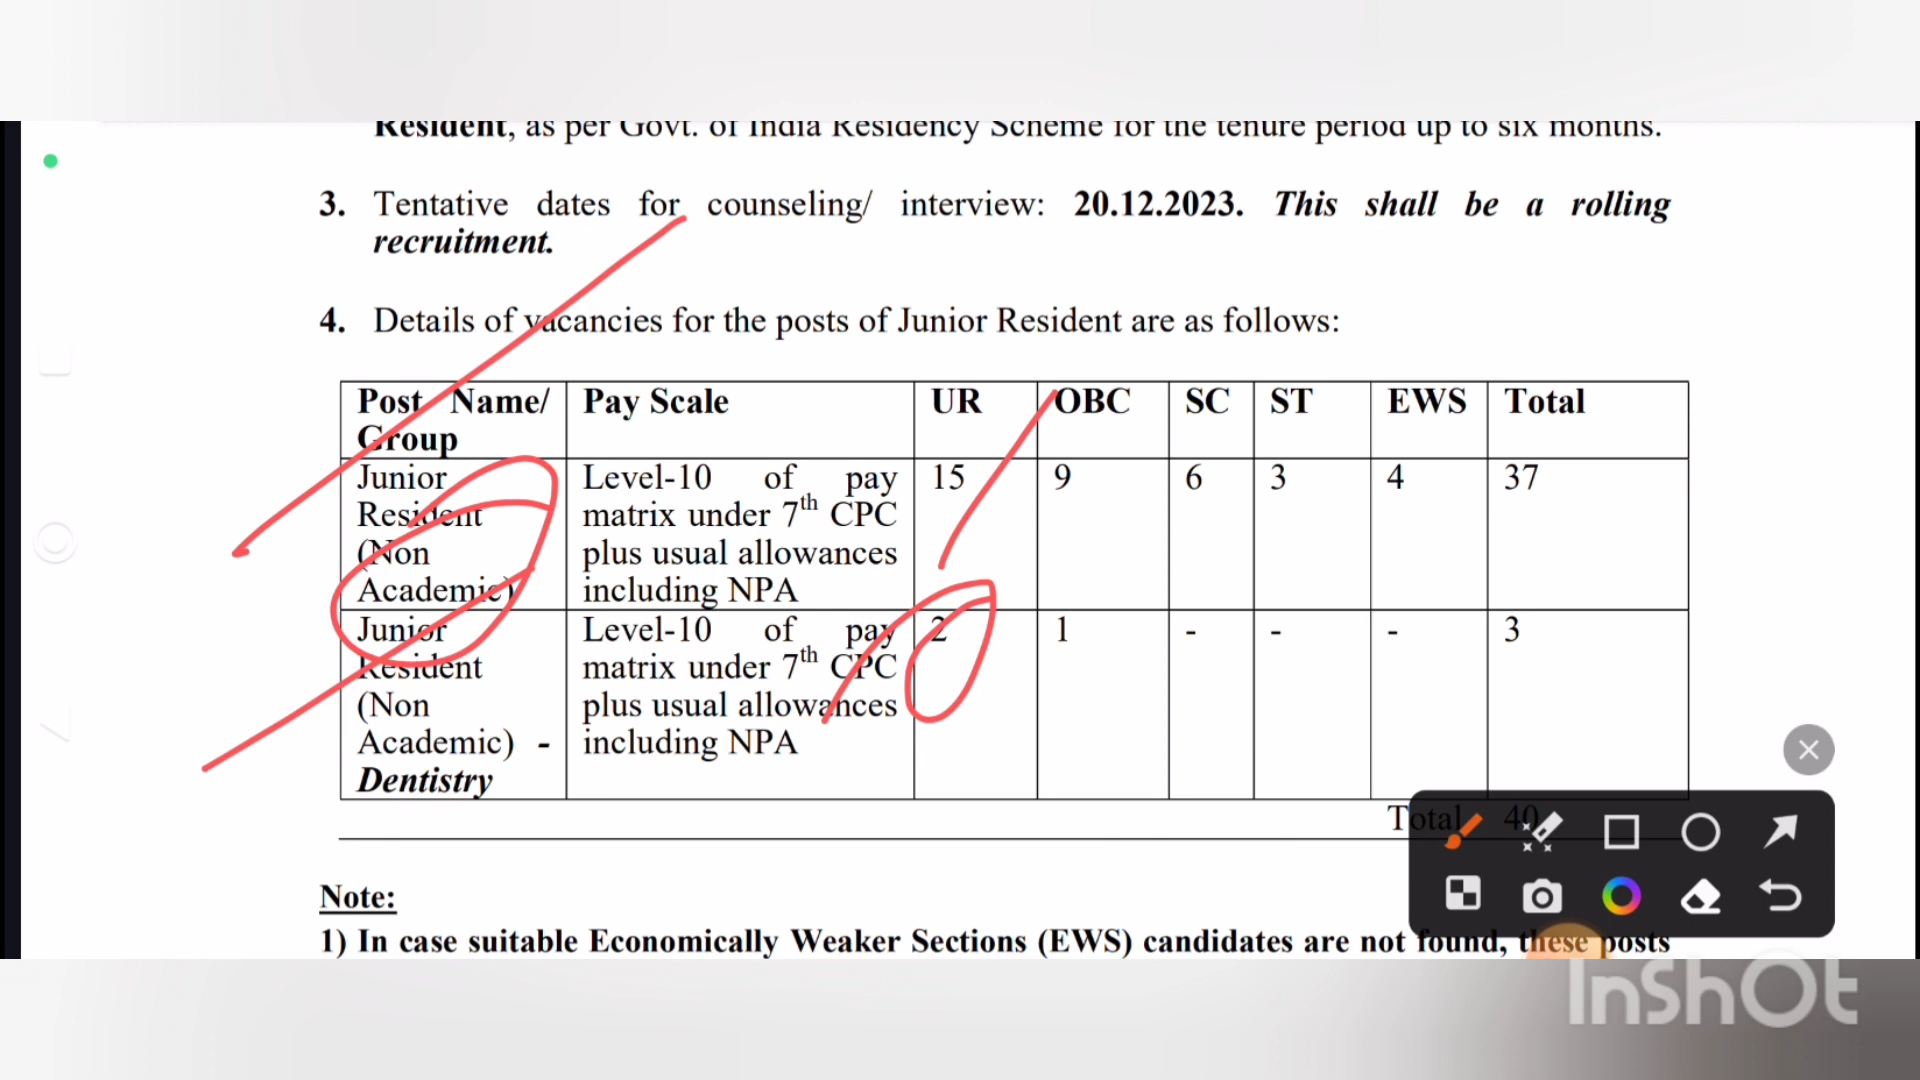 Resident, as per Govt. of India Residency Scheme for the tenure period up to six months.
3. Tentative dates for counseling/ interview: 20.12.2023. This shall be a rolling
recruitment.
4. Details of vacancies for the posts of Junior Resident are as follows:
Post Name/ Pay Scale UR OBC SC ST EWS Total
Group
Junior Level-10 of pay 15 9 6 3 4 37
Resident matrix under 7th CPC
(Non plus usual allowances
Academic) including NPA
Junior Level-10 of pay 2 1 - - - 3
Resident matrix under 7th CPC
(Non plus usual allowances
Academic) - including NPA
Dentistry
Total 40
Note:
1) In case suitable Economically Weaker Sections (EWS) candidates are not found, these posts
InShOt